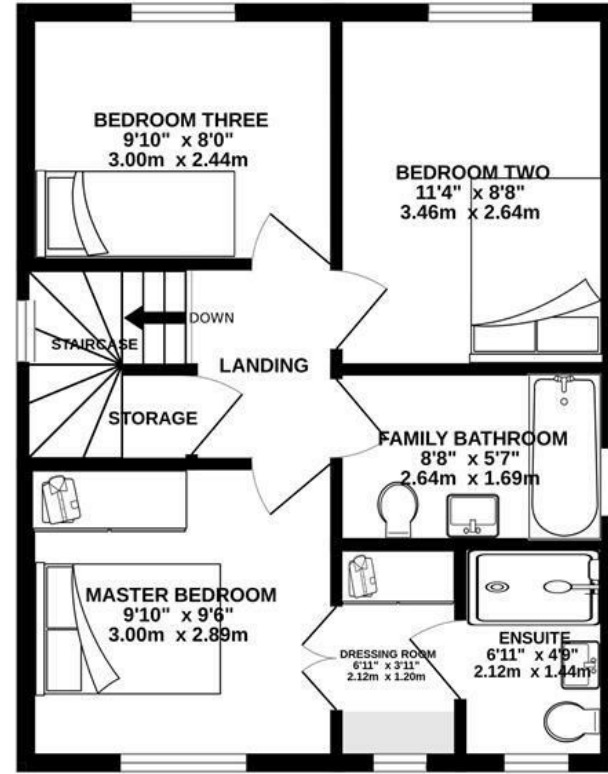 BEDROOM THREE
9'10" x 8'0"
3.00m x 2.44m
BEDROOM TWO
11'4" x 8'8"
3.46m x 2.64m
DOWN
STAIRCASE
LANDING
STORAGE
FAMILY BATHROOM
8'8" x 5'7"
2.64m x 1.69m
MASTER BEDROOM
9'10" x 9'6"
3.00m x 2.89m
DRESSING ROOM
6'11" x 3'11"
2.12m x 1.20m
ENSUITE
6'11" x 4'9"
2.12m x 1.44m